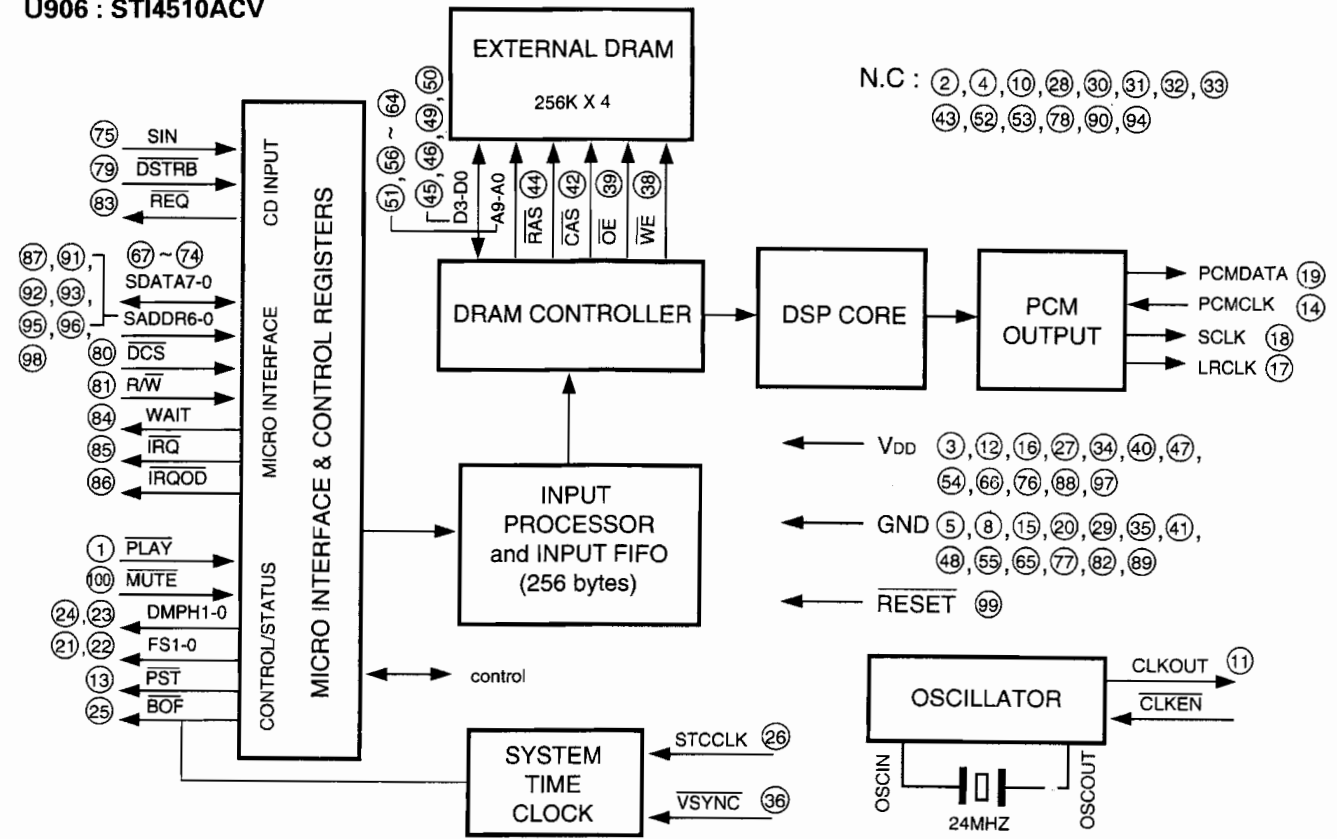 U906 : STI4510ACV
EXTERNAL DRAM
256K X 4
N.C : ②,④,⑩,㉘,㉚,㉛,㉜,㉝
㊸,52,53,78,90,94
51,56 ~ 64
45,46,49,50
D3-D0
A9-A0
RAS 44
CAS 42
OE 39
WE 38
75 SIN
79 DSTRB
83 REQ
CD INPUT
87,91,
92,93,
95,96,
98
67 ~ 74
SDATA7-0
SADDR6-0
80 DCS
81 R/W
84 WAIT
85 IRQ
86 IRQOD
MICRO INTERFACE
1 PLAY
100 MUTE
24,23 DMPH1-0
21,22 FS1-0
13 PST
25 BOF
CONTROL/STATUS
MICRO INTERFACE & CONTROL REGISTERS
DRAM CONTROLLER
DSP CORE
PCM
OUTPUT
PCMDATA 19
PCMCLK 14
SCLK 18
LRCLK 17
INPUT
PROCESSOR
and INPUT FIFO
(256 bytes)
control
SYSTEM
TIME
CLOCK
STCCLK 26
VSYNC 36
VDD 3,12,16,27,34,40,47,
54,66,76,88,97
GND 5,8,15,20,29,35,41,
48,55,65,77,82,89
RESET 99
OSCILLATOR
CLKOUT 11
CLKEN
OSCIN
OSCOUT
24MHZ